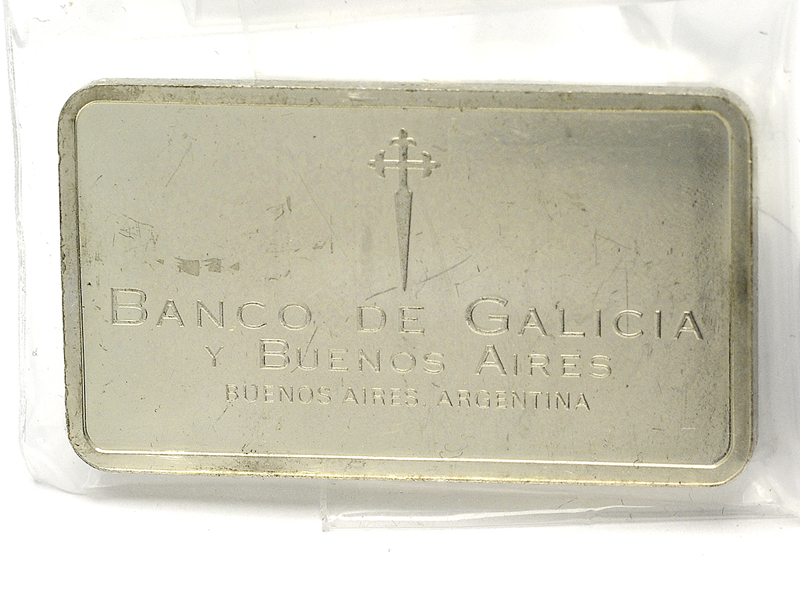 BANCO DE GALICIA
Y BUENOS AIRES
BUENOS AIRES, ARGENTINA